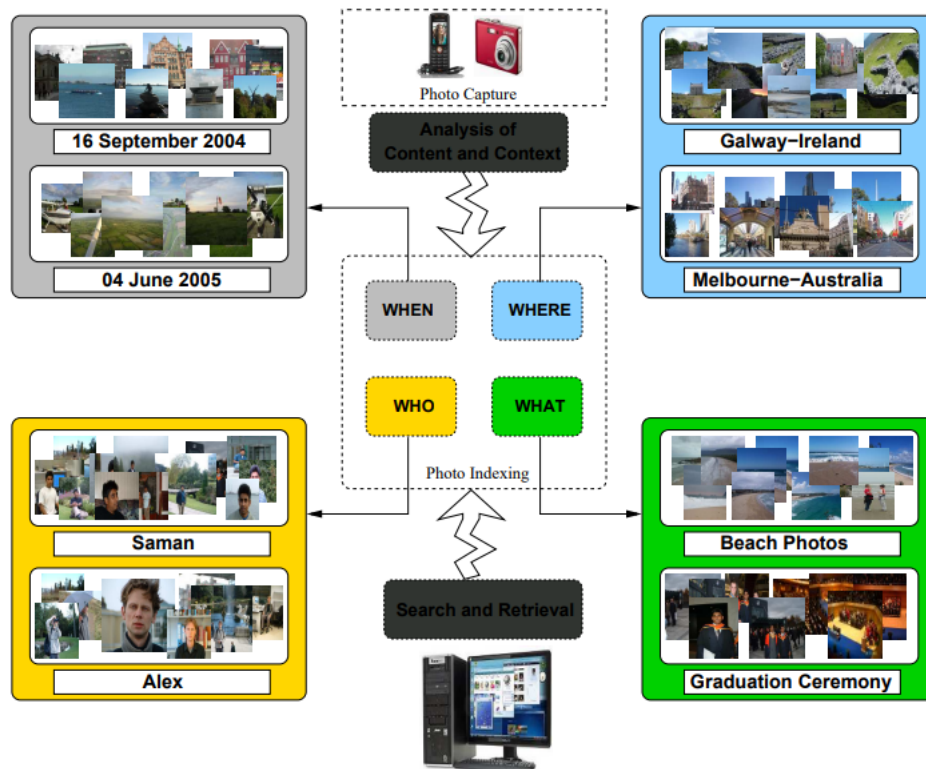 Photo Capture
Analysis of
Content and Context
16 September 2004
04 June 2005
Galway−Ireland
Melbourne−Australia
WHEN
WHERE
WHO
WHAT
Photo Indexing
Saman
Alex
Beach Photos
Graduation Ceremony
Search and Retrieval